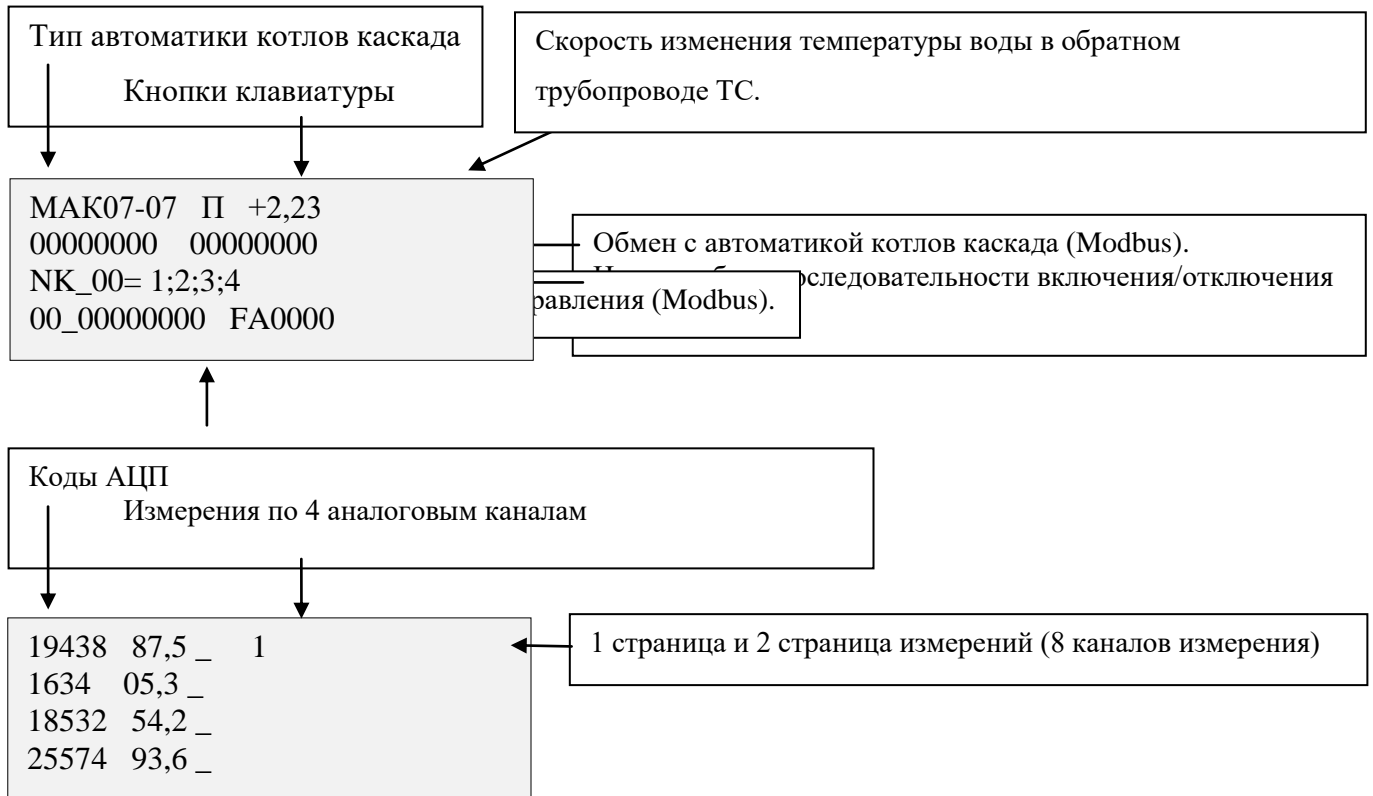 Тип автоматики котлов каскада
Кнопки клавиатуры
Скорость изменения температуры воды в обратном
трубопроводе ТС.
МАК07-07 П +2,23
00000000 00000000
NK_00= 1;2;3;4
00_00000000 FA0000
Обмен с автоматикой котлов каскада (Modbus).
включения/отключения
(Modbus).
Коды АЦП
Измерения по 4 аналоговым каналам
19438 87,5 _ 1
1634 05,3 _
18532 54,2 _
25574 93,6 _
1 страница и 2 страница измерений (8 каналов измерения)